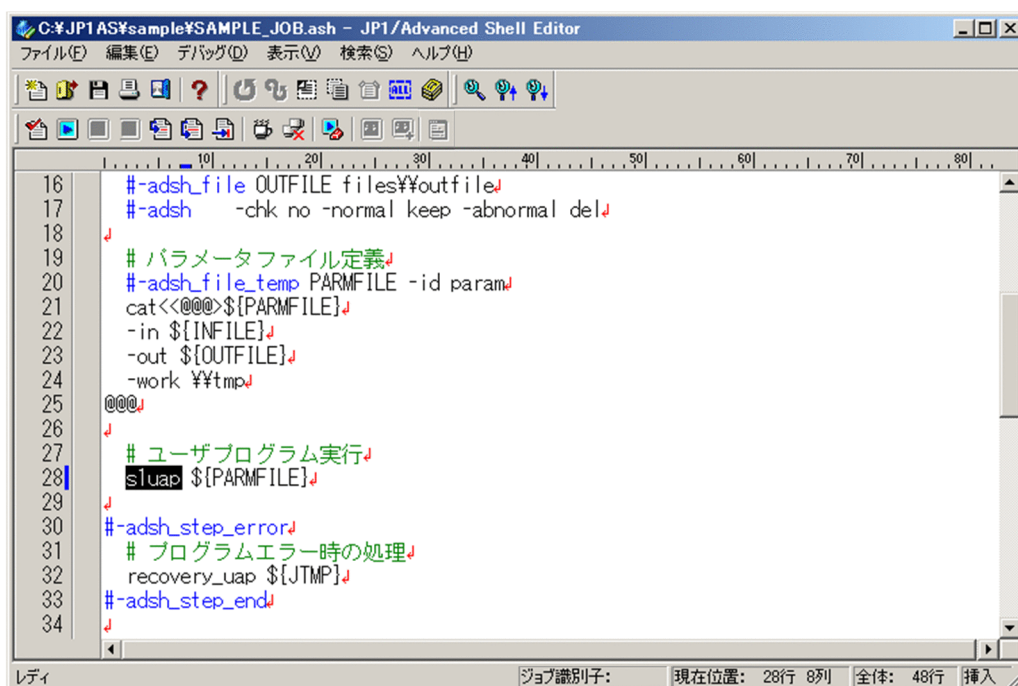 C:¥JP1AS¥sample¥SAMPLE_JOB.ash - JP1/Advanced Shell Editor
ファイル(F) 編集(E) デバッグ(D) 表示(V) 検索(S) ヘルプ(H)
ALL
10 20 30 40 50 60 70 80
16 #-adsh_file OUTFILE files¥¥outfile
17 #-adsh -chk no -normal keep -abnormal del
18
19 # パラメータファイル定義
20 #-adsh_file_temp PARMFILE -id param
21 cat<<@@@>${PARMFILE}
22 -in ${INFILE}
23 -out ${OUTFILE}
24 -work ¥¥tmp
25 @@@
26
27 # ユーザプログラム実行
28 sluap ${PARMFILE}
29
30 #-adsh_step_error
31 # プログラムエラー時の処理
32 recovery_uap ${JTMP}
33 #-adsh_step_end
34
レディ ジョブ識別子: 現在位置: 28行 8列 全体: 48行 挿入